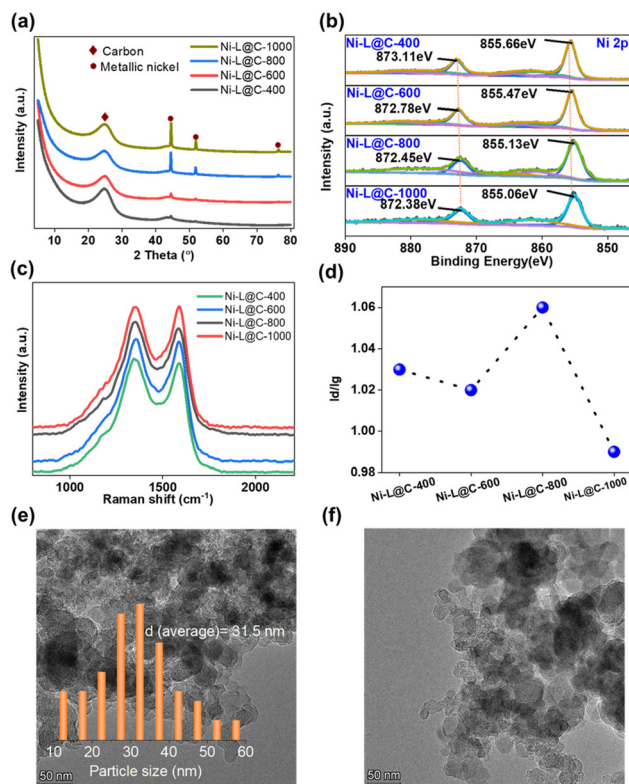 (a)
Carbon
Metallic nickel
Ni-L@C-1000
Ni-L@C-800
Ni-L@C-600
Ni-L@C-400
Intensity (a.u.)
10 20 30 40 50 60 70 80
2 Theta (°)
(b)
Ni-L@C-400
873.11eV
855.66eV
Ni 2p
Ni-L@C-600
872.78eV
855.47eV
Ni-L@C-800
872.45eV
855.13eV
Ni-L@C-1000
872.38eV
855.06eV
Intensity (a.u.)
890 880 870 860 850
Binding Energy(eV)
(c)
Ni-L@C-400
Ni-L@C-600
Ni-L@C-800
Ni-L@C-1000
Intensity (a.u.)
1000 1500 2000
Raman shift (cm⁻¹)
(d)
1.06
1.04
1.02
1.00
0.98
Id/Ig
Ni-L@C-400
Ni-L@C-600
Ni-L@C-800
Ni-L@C-1000
(e)
d (average)= 31.5 nm
10 20 30 40 50 60
Particle size (nm)
50 nm
(f)
50 nm